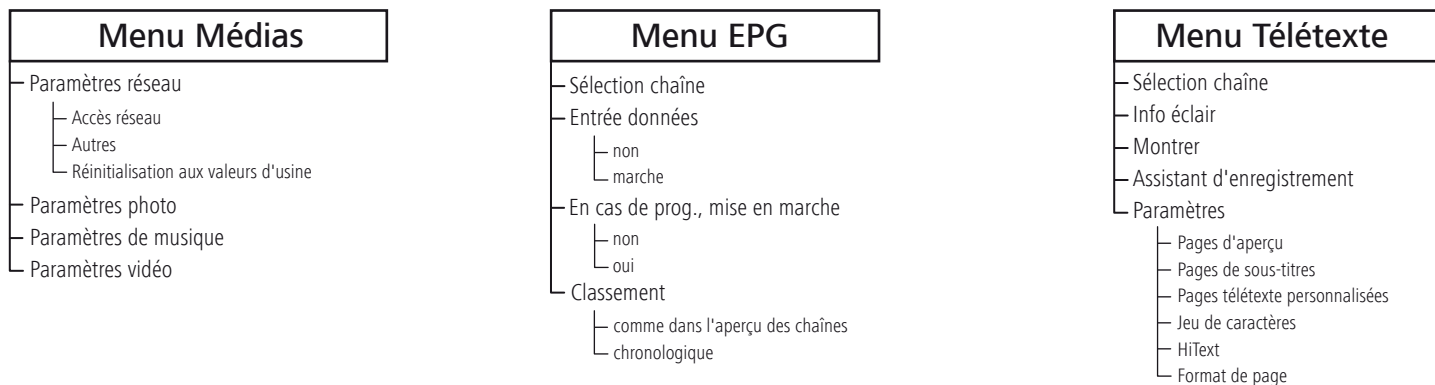 Menu Médias
Paramètres réseau
Accès réseau
Autres
Réinitialisation aux valeurs d'usine
Paramètres photo
Paramètres de musique
Paramètres vidéo
Menu EPG
Sélection chaîne
Entrée données
non
marche
En cas de prog., mise en marche
non
oui
Classement
comme dans l'aperçu des chaînes
chronologique
Menu Télétexte
Sélection chaîne
Info éclair
Montrer
Assistant d'enregistrement
Paramètres
Pages d'aperçu
Pages de sous-titres
Pages télétexte personnalisées
Jeu de caractères
HiText
Format de page